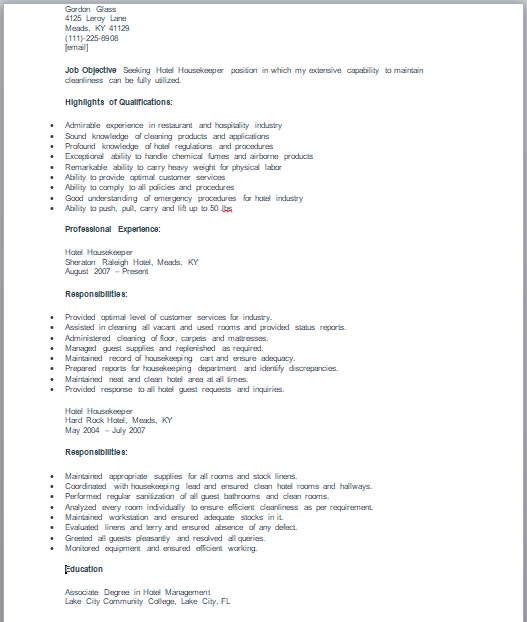 Gordon Glass
4125 Leroy Lane
Meads, KY 41129
(111)-225-8908
[email]
Job Objective Seeking Hotel Housekeeper position in which my extensive capability to maintain
cleanliness can be fully utilized.
Highlights of Qualifications:
• Admirable experience in restaurant and hospitality industry
• Sound knowledge of cleaning products and applications
• Profound knowledge of hotel regulations and procedures
• Exceptional ability to handle chemical fumes and airborne products
• Remarkable ability to carry heavy weight for physical labor
• Ability to provide optimal customer services
• Ability to comply to all policies and procedures
• Good understanding of emergency procedures for hotel industry
• Ability to push, pull, carry and lift up to 50 lbs
Professional Experience:
Hotel Housekeeper
Sheraton Raleigh Hotel, Meads, KY
August 2007 – Present
Responsibilities:
• Provided optimal level of customer services for industry.
• Assisted in cleaning all vacant and used rooms and provided status reports.
• Administered cleaning of floor, carpets and mattresses.
• Managed guest supplies and replenished as required.
• Maintained record of housekeeping cart and ensure adequacy.
• Prepared reports for housekeeping department and identify discrepancies.
• Maintained neat and clean hotel area at all times.
• Provided response to all hotel guest requests and inquiries.
Hotel Housekeeper
Hard Rock Hotel, Meads, KY
May 2004 – July 2007
Responsibilities:
• Maintained appropriate supplies for all rooms and stock linens.
• Coordinated with housekeeping lead and ensured clean hotel rooms and hallways.
• Performed regular sanitization of all guest bathrooms and clean rooms.
• Analyzed every room individually to ensure efficient cleanliness as per requirement.
• Maintained workstation and ensured adequate stocks in it.
• Evaluated linens and terry and ensured absence of any defect.
• Greeted all guests pleasantly and resolved all queries.
• Monitored equipment and ensured efficient working.
Education
Associate Degree in Hotel Management
Lake City Community College, Lake City, FL